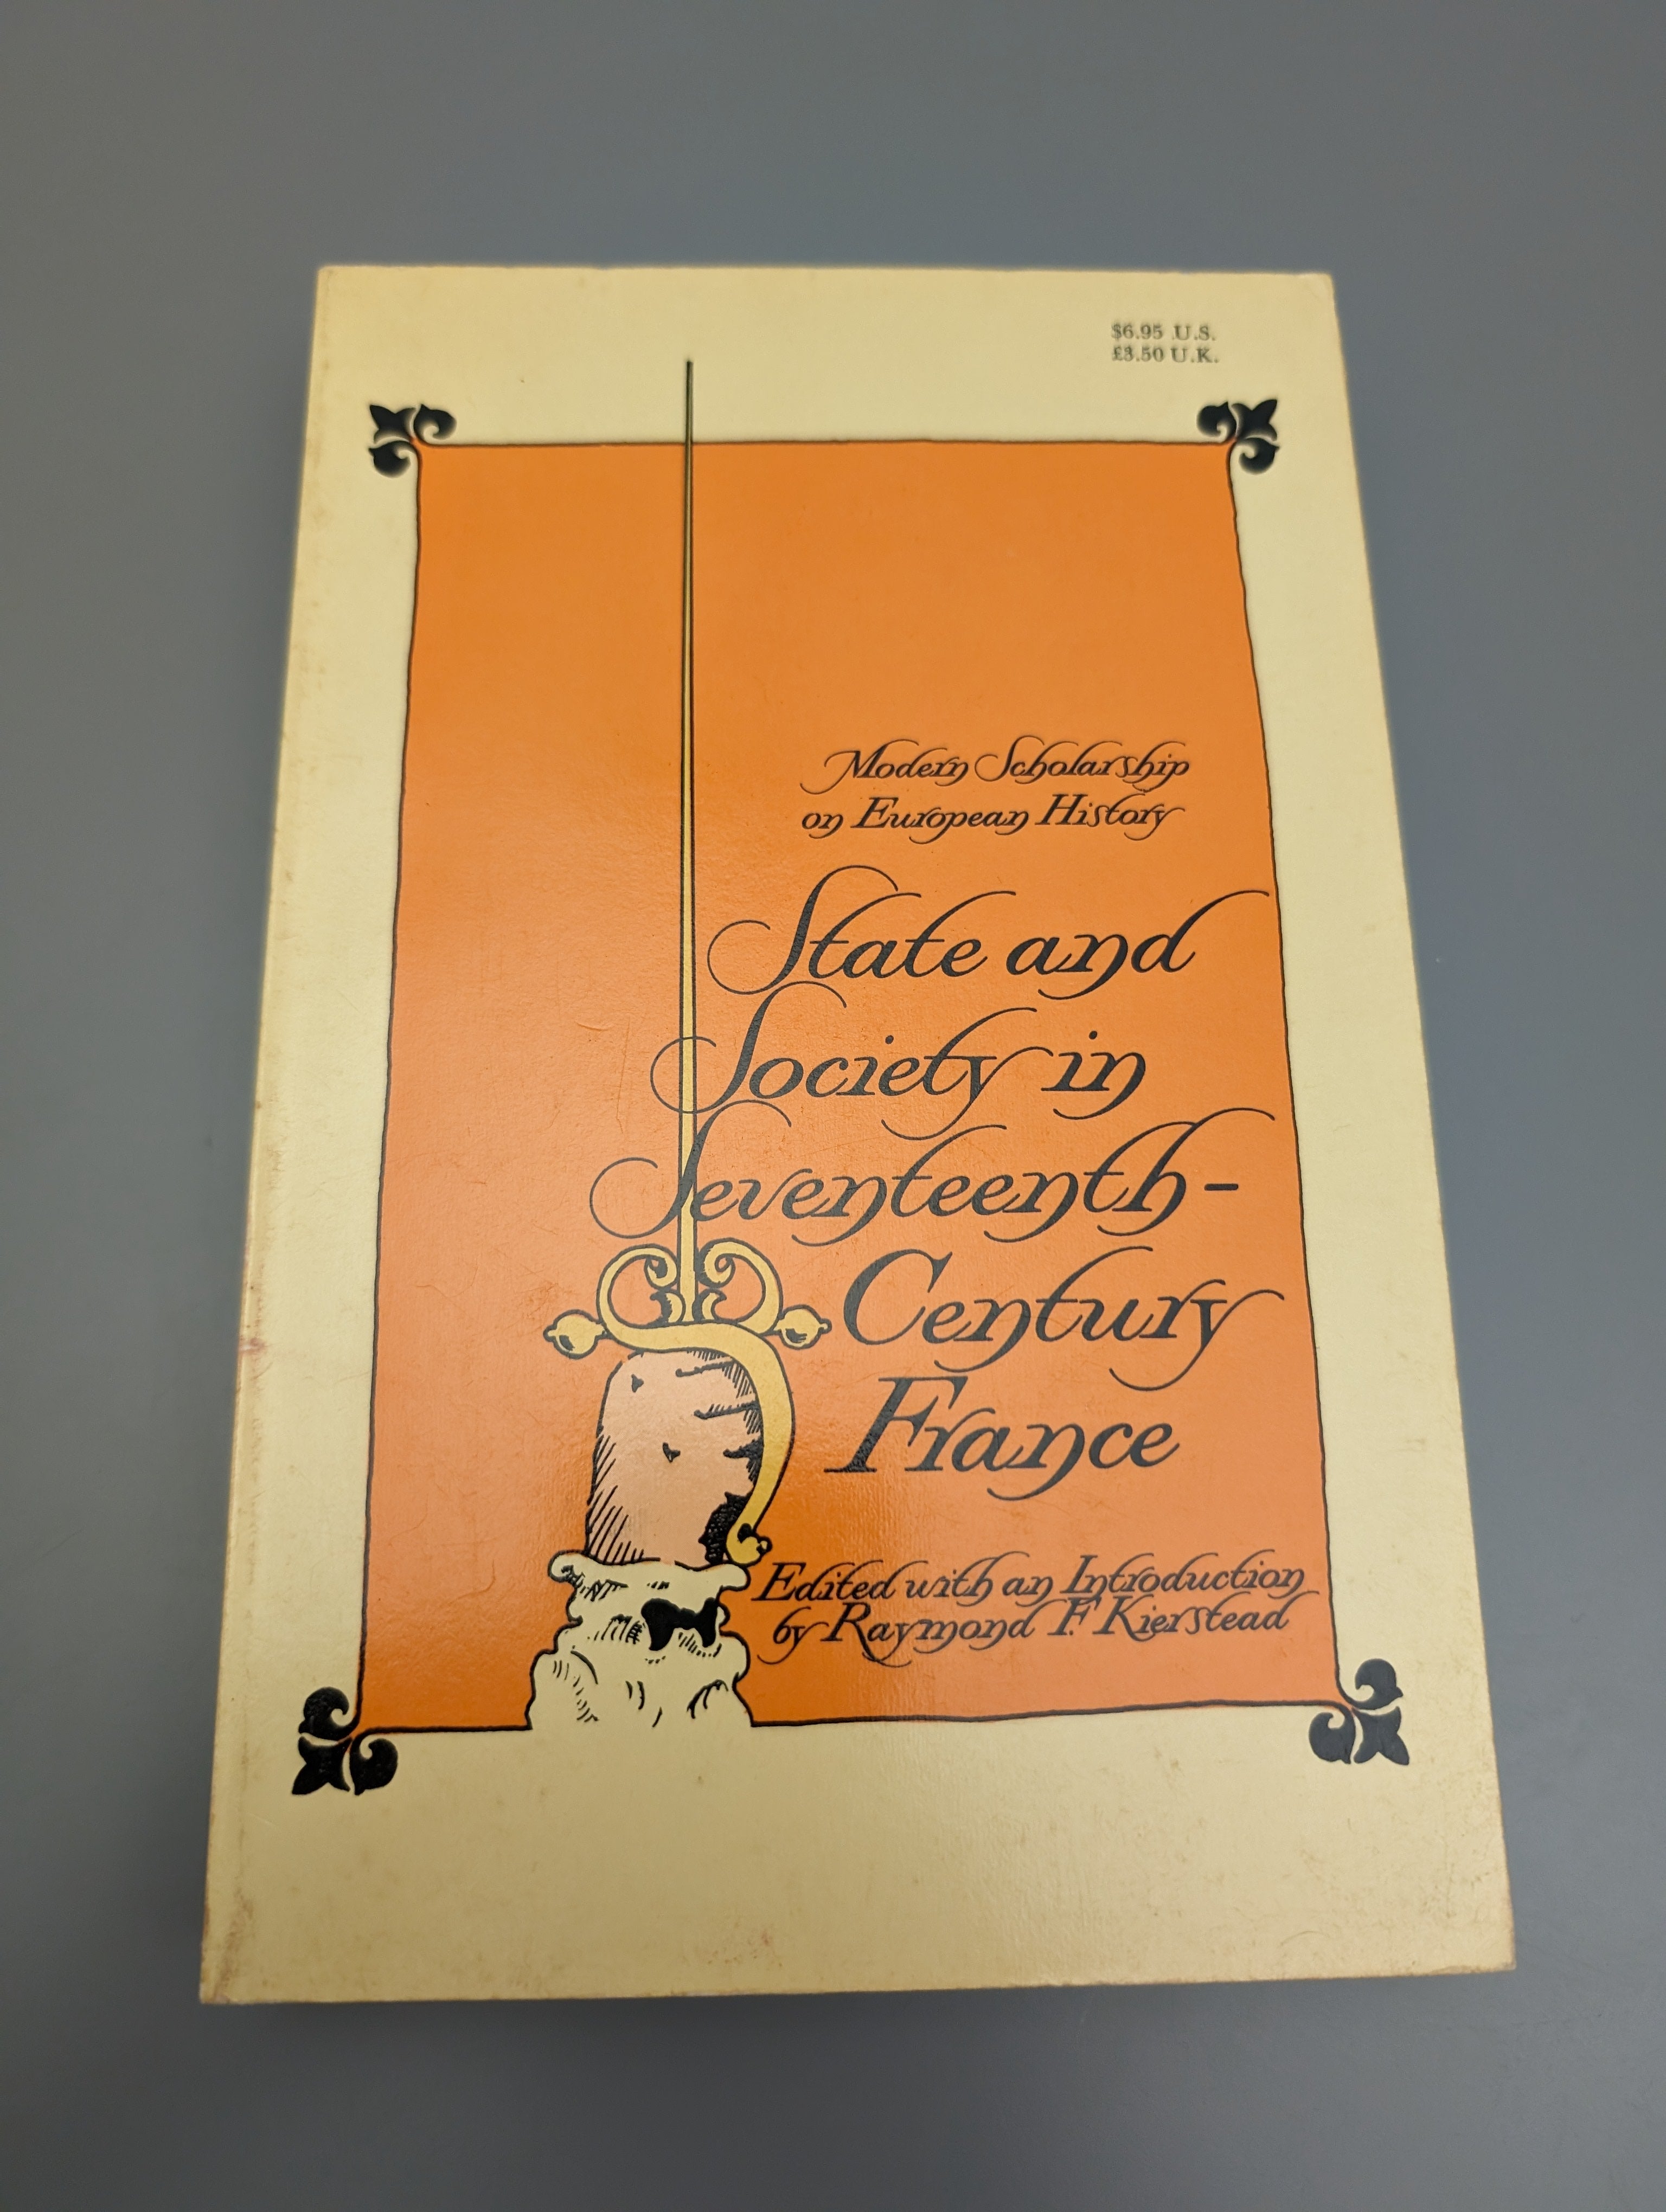 $6.95 U.S.
£3.50 U.K.
Modern Scholarship
on European History
State and
Society in
Seventeenth-
Century
France
Edited with an Introduction
by Raymond F. Kierstead